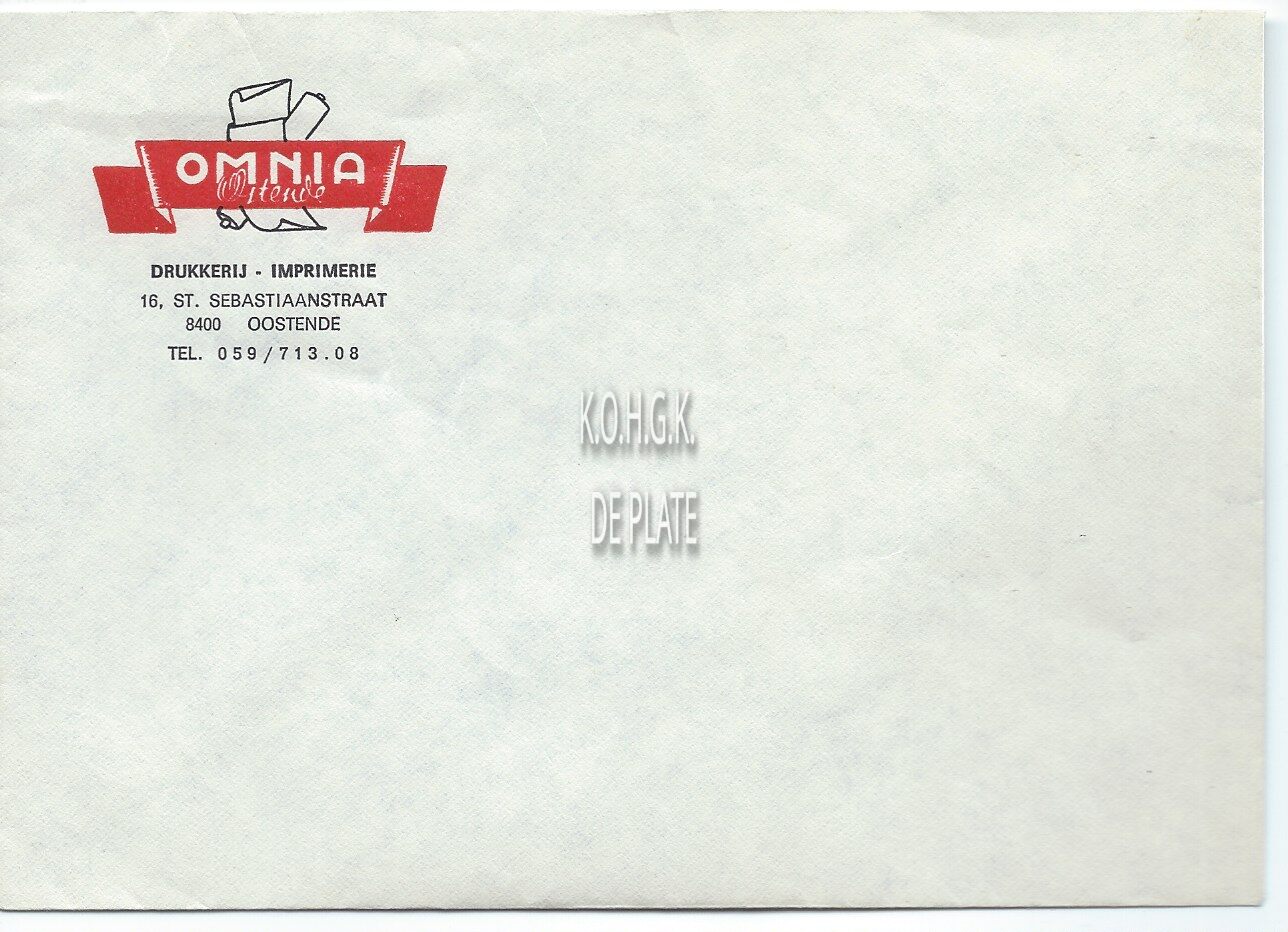 OMNIA
Ostende
DRUKKERIJ - IMPRIMERIE
16, ST. SEBASTIAANSTRAAT
8400 OOSTENDE
TEL. 059/713.08
K.O.H.G.K.
DE PLATE